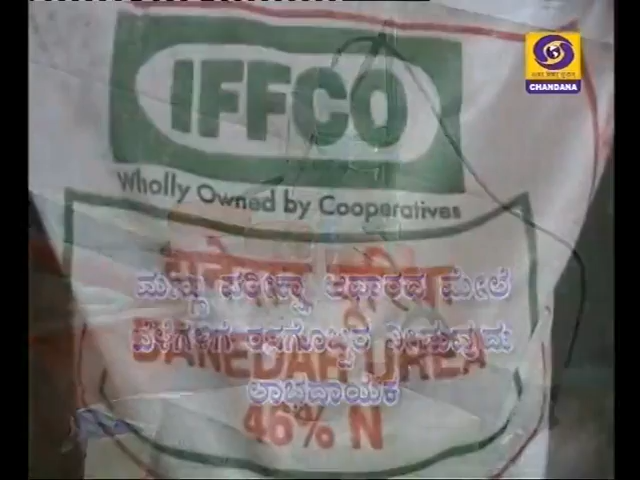 IFFCO
CHANDANA
Wholly Owned by Cooperatives
दानेदार यूरिया
ಮಣ್ಣು ಪರೀಕ್ಷಾ ಆಧಾರದ ಮೇಲೆ
ಬೆಳೆಗಳಿಗೆ ರಸಗೊಬ್ಬರ ನೀಡುವುದು
DANEDAR UREA
ಲಾಭದಾಯಕ
46% N